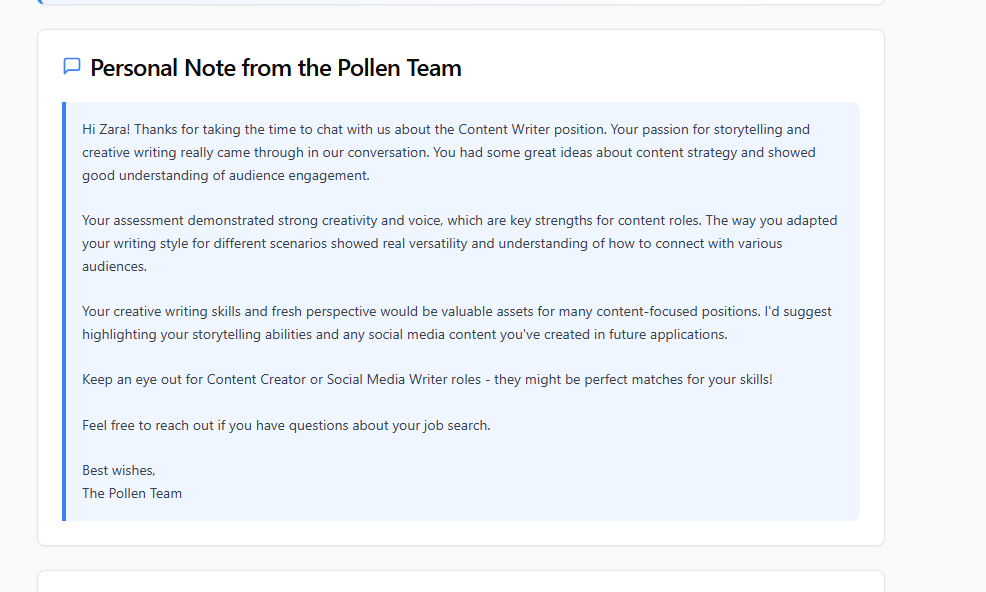 Personal Note from the Pollen Team
Hi Zara! Thanks for taking the time to chat with us about the Content Writer position. Your passion for storytelling and
creative writing really came through in our conversation. You had some great ideas about content strategy and showed
good understanding of audience engagement.
Your assessment demonstrated strong creativity and voice, which are key strengths for content roles. The way you adapted
your writing style for different scenarios showed real versatility and understanding of how to connect with various
audiences.
Your creative writing skills and fresh perspective would be valuable assets for many content-focused positions. I'd suggest
highlighting your storytelling abilities and any social media content you've created in future applications.
Keep an eye out for Content Creator or Social Media Writer roles - they might be perfect matches for your skills!
Feel free to reach out if you have questions about your job search.
Best wishes,
The Pollen Team